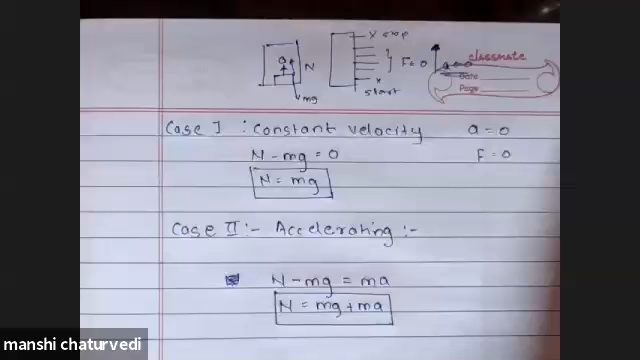 x stop
a
N
F = 0
mg
x
start
classmate
Date
Page
Case I : Constant velocity a = 0
N - mg = 0 F = 0
N = mg
Case II :- Accelerating :-
N - mg = ma
N = mg + ma
manshi chaturvedi